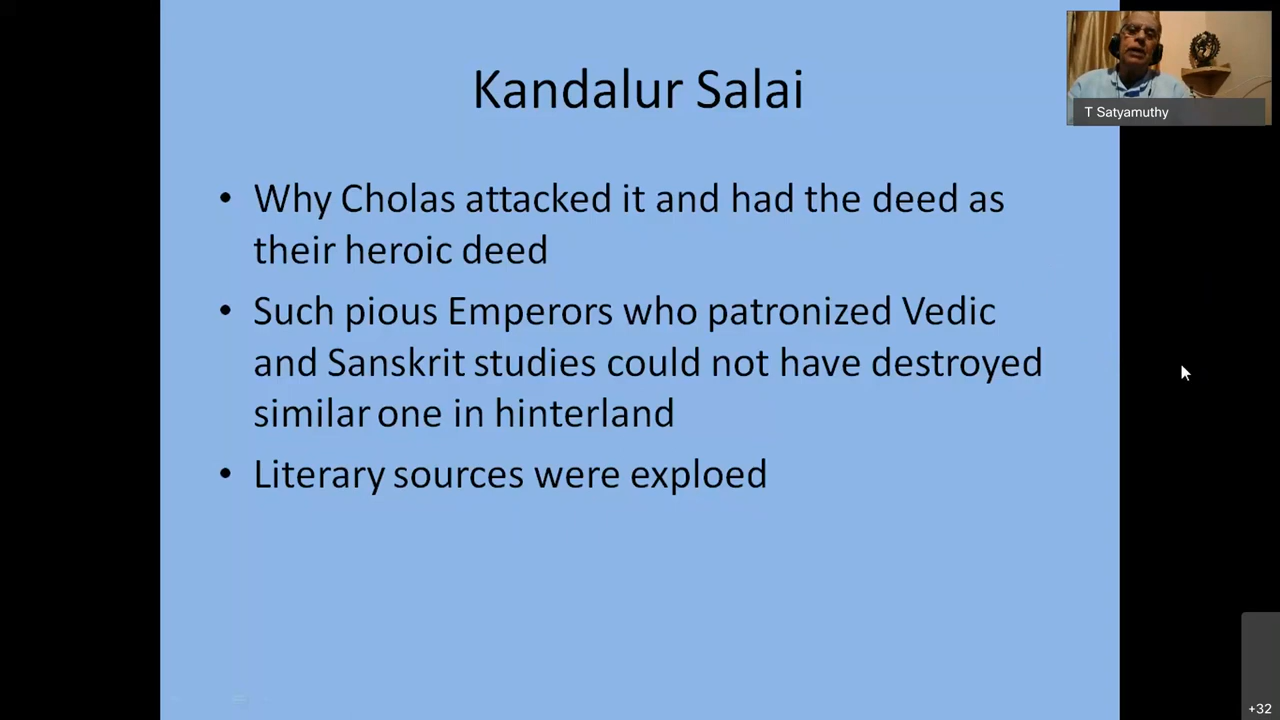 Kandalur Salai
T Satyamuthy
• Why Cholas attacked it and had the deed as
their heroic deed
• Such pious Emperors who patronized Vedic
and Sanskrit studies could not have destroyed
similar one in hinterland
• Literary sources were exploed
+32